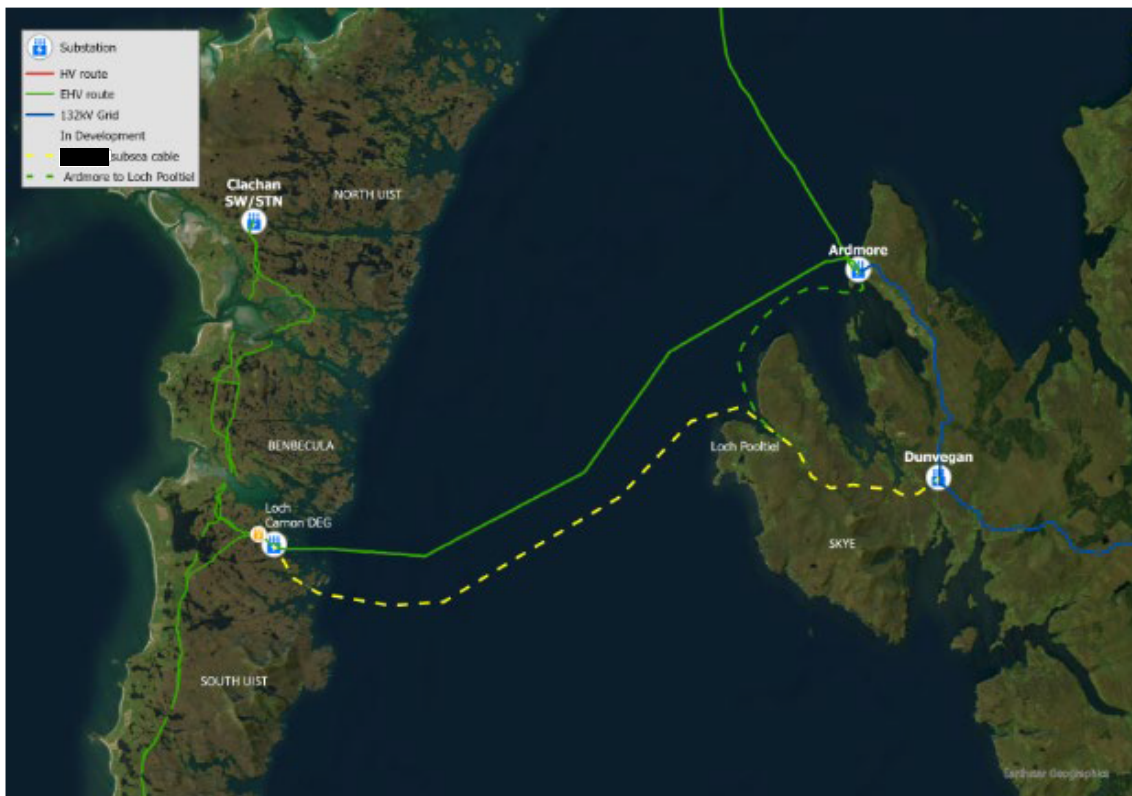 Substation
HV route
EHV route
132kV Grid
In Development
subsea cable
Ardmore to Loch Pooltiel
Clachan
SW/STN
NORTH UIST
Ardmore
BENBECULA
Loch Pooltiel
Dunvegan
Loch
Carnon DEG
SKYE
SOUTH UIST
Earthstar Geographics